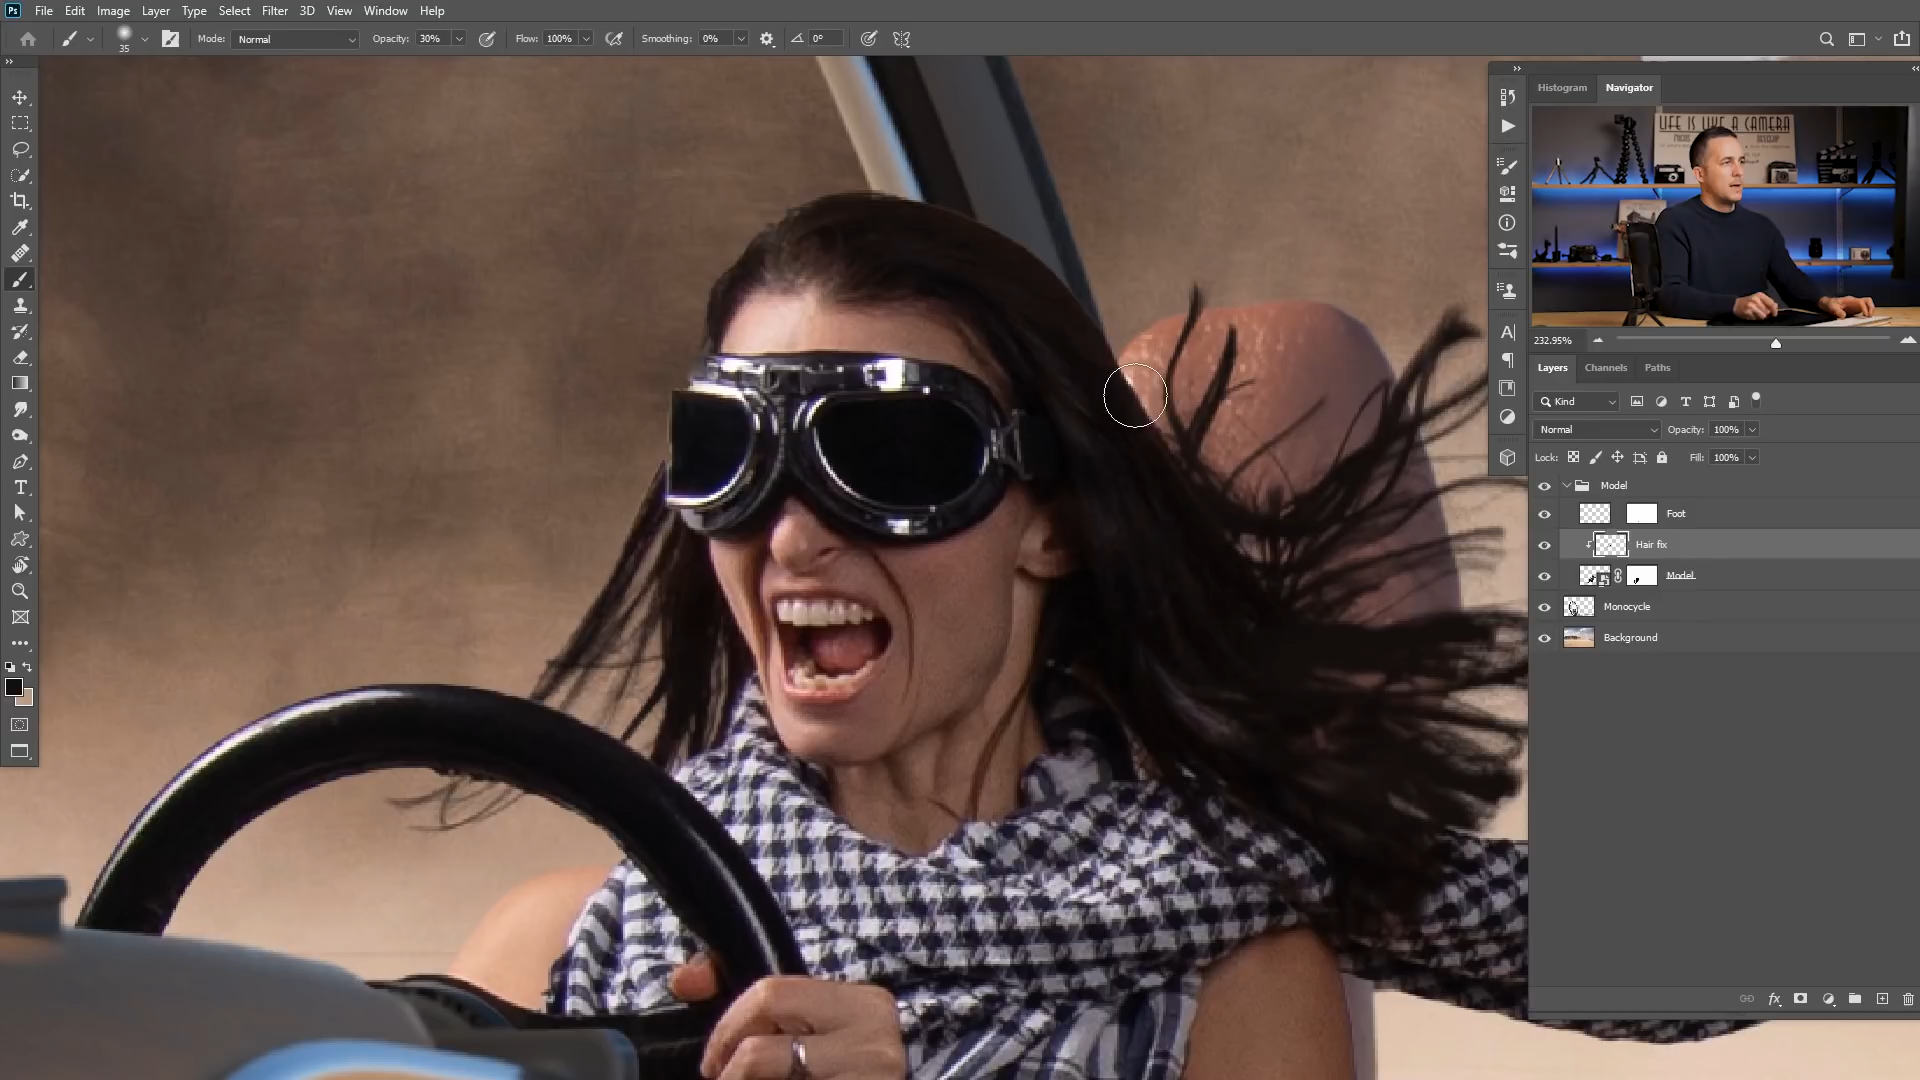 Ps File Edit Image Layer Type Select Filter 3D View Window Help
35 Mode: Normal Opacity: 30% Flow: 100% Smoothing: 0% 0°
Histogram Navigator
LIFE IS LIKE A CAMERA
232.95%
Layers Channels Paths
Kind
Normal Opacity: 100%
Lock: Fill: 100%
Model
Foot
Hair fix
Model
Monocycle
Background